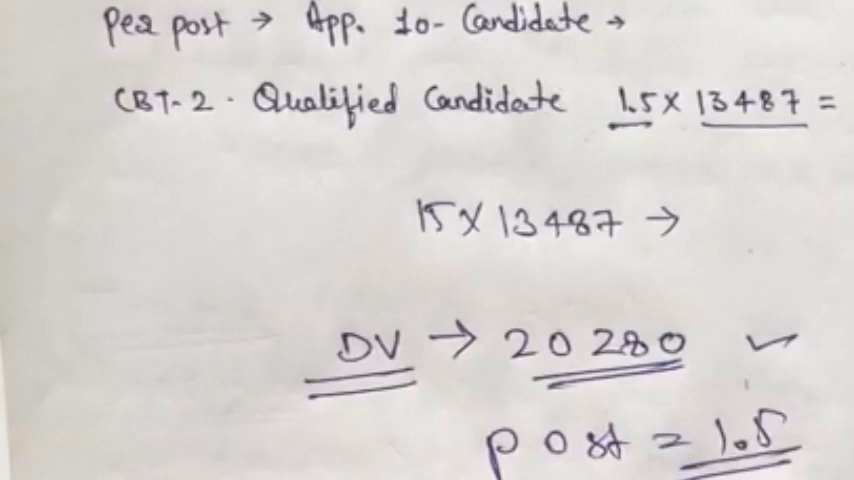 Per post → App. 10- Candidate →
CBT-2. Qualified Candidate 1.5 × 13487 =
15 × 13487 →
DV → 20280 ✓
post = 1.5